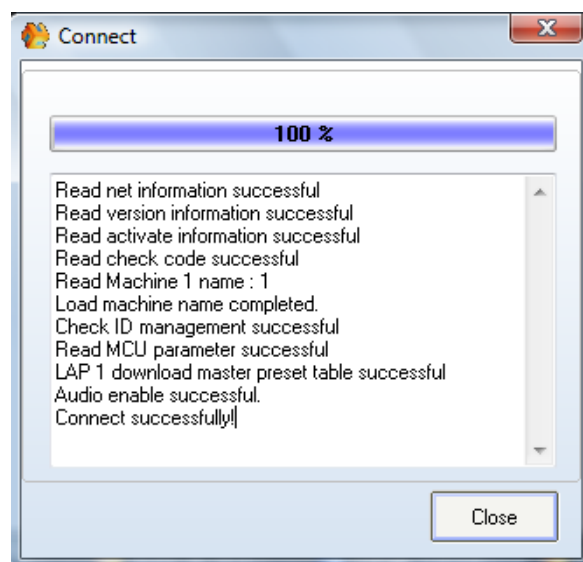 Connect
100 %
Read net information successful
Read version information successful
Read activate information successful
Read check code successful
Read Machine 1 name : 1
Load machine name completed.
Check ID management successful
Read MCU parameter successful
LAP 1 download master preset table successful
Audio enable successful.
Connect successfully!
Close